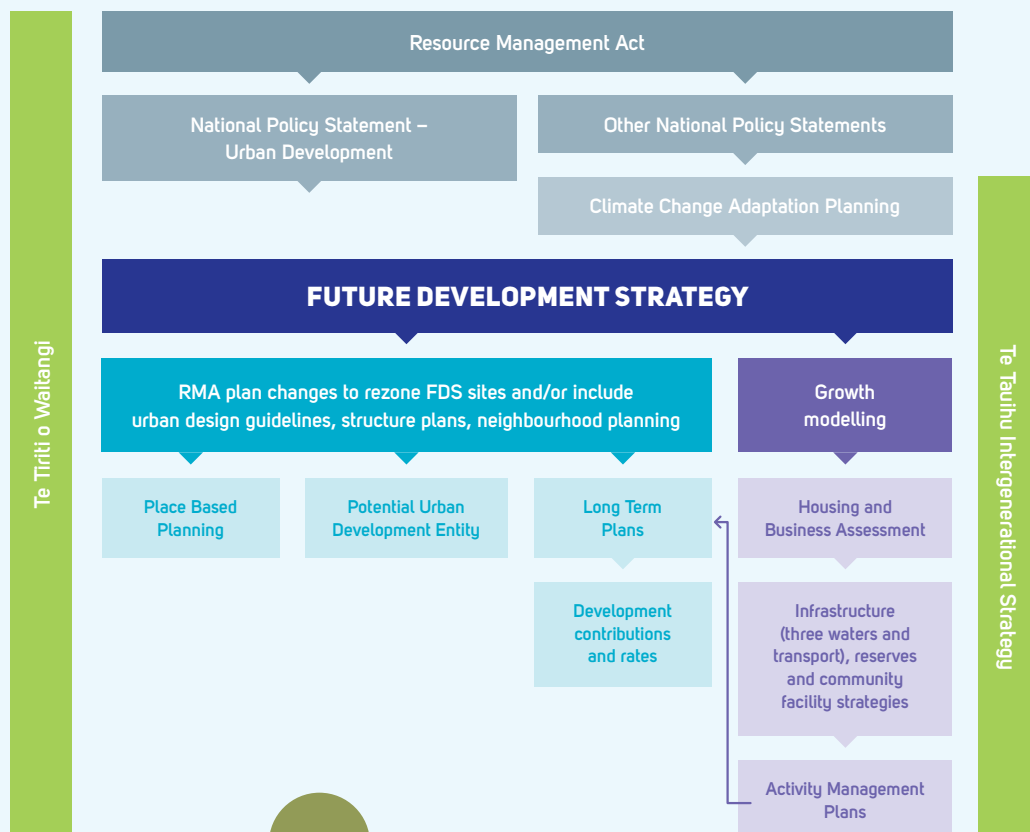 Resource Management Act
National Policy Statement –
Urban Development
Other National Policy Statements
Climate Change Adaptation Planning
FUTURE DEVELOPMENT STRATEGY
RMA plan changes to rezone FDS sites and/or include
urban design guidelines, structure plans, neighbourhood planning
Growth
modelling
Place Based
Planning
Potential Urban
Development Entity
Long Term
Plans
Housing and
Business Assessment
Development
contributions
and rates
Infrastructure
(three waters and
transport), reserves
and community
facility strategies
Activity Management
Plans
Te Tiriti o Waitangi
Te Tauihu Intergenerational Strategy